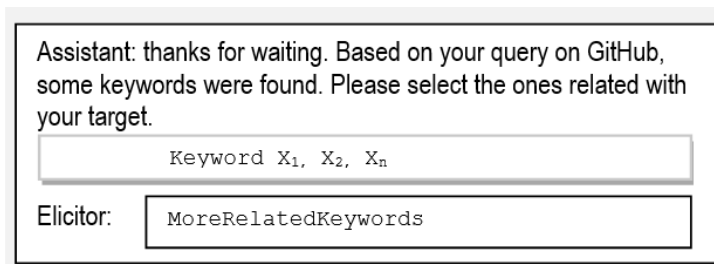 Assistant: thanks for waiting. Based on your query on GitHub,
some keywords were found. Please select the ones related with
your target.
Keyword X₁, X₂, Xₙ
Elicitor: MoreRelatedKeywords